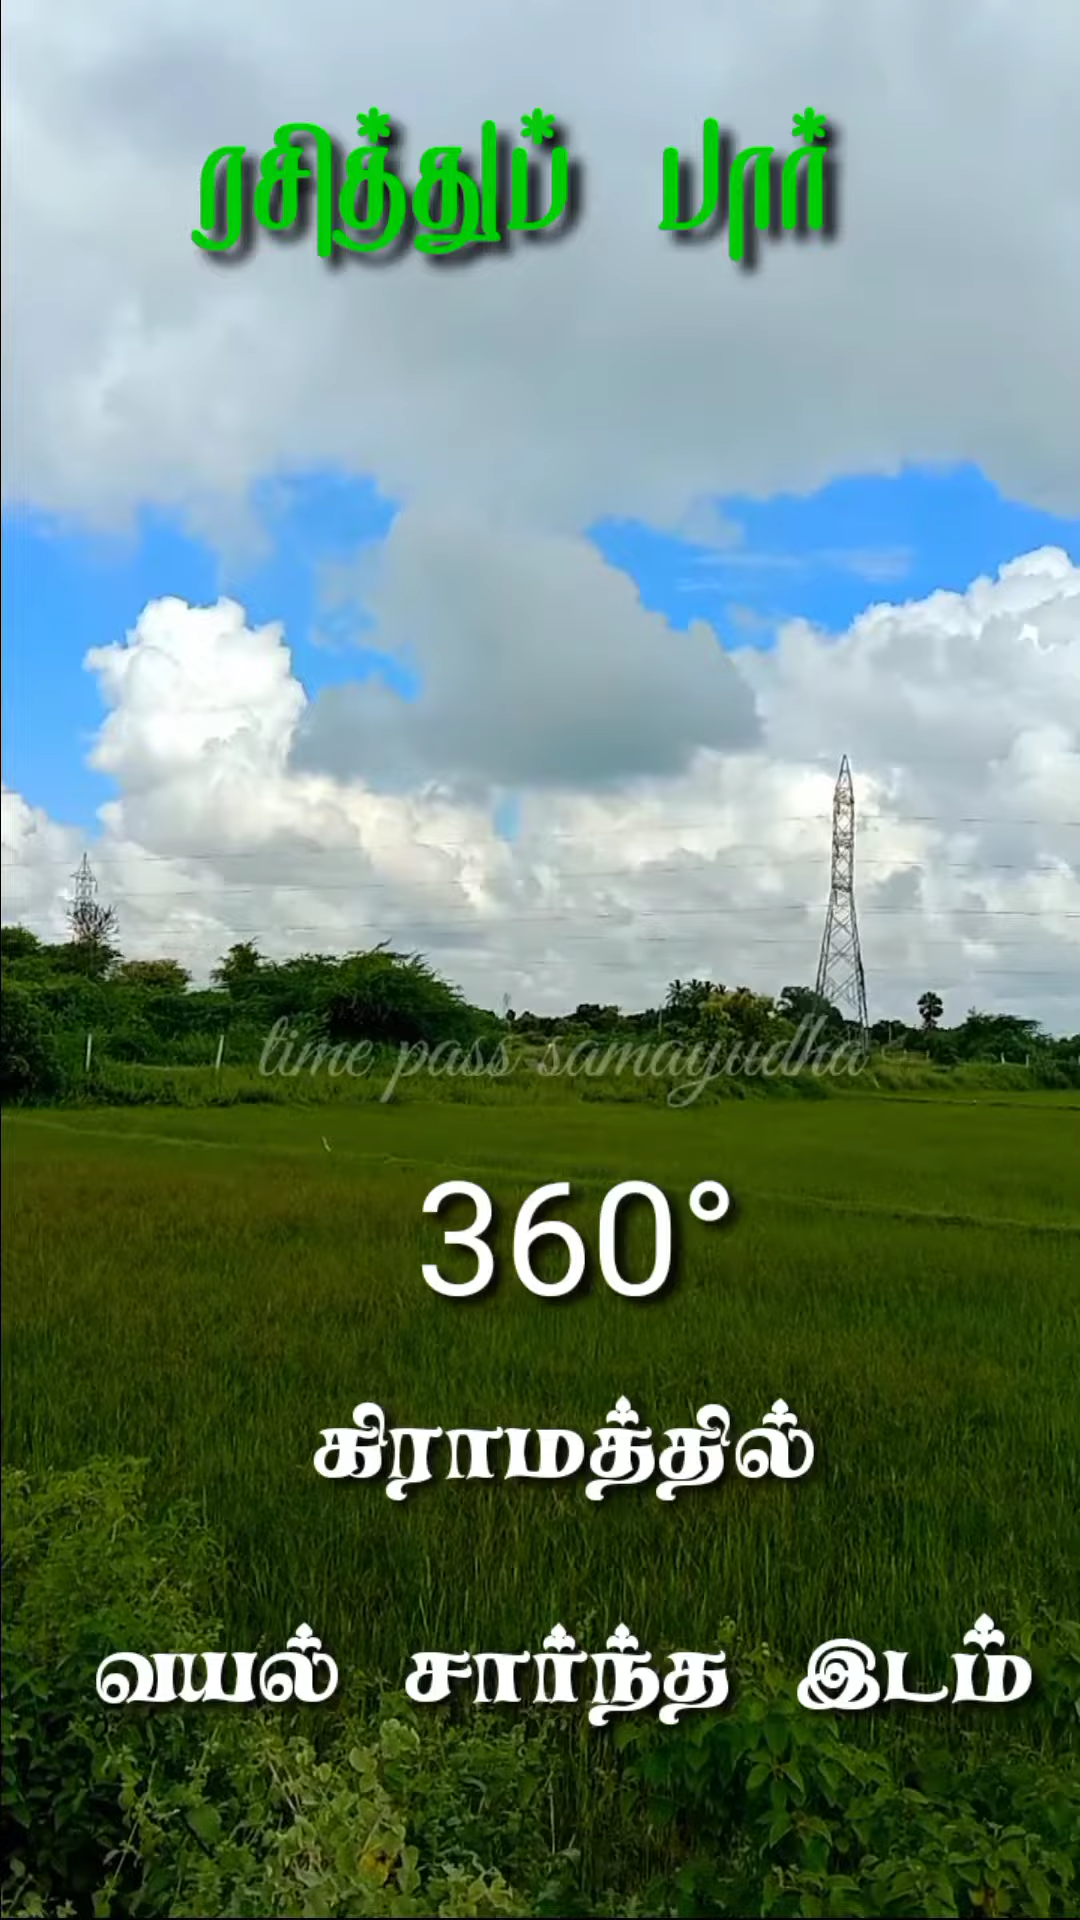 ரசித்துப் பார்
time pass samayudha
360°
கிராமத்தில்
வயல் சார்ந்த இடம்